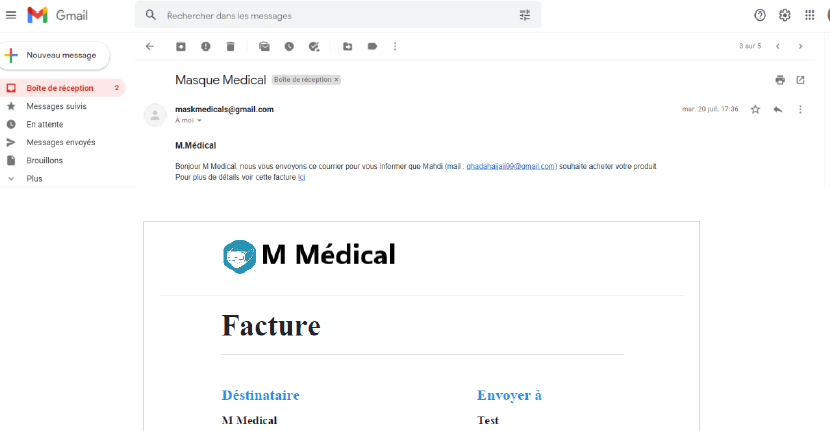 Gmail
Rechercher dans les messages
Nouveau message
3 sur 5
Boîte de réception 2
Messages suivis
En attente
Messages envoyés
Brouillons
Plus
Masque Medical Boîte de réception ×
maskmedicals@gmail.com
mar. 20 juil. 17:36
À moi
M.Médical
Bonjour M Medical, nous vous envoyons ce courrier pour vous informer que Mahdi (mail : ghadahajjaji99@gmail.com) souhaite acheter votre produit
Pour plus de détails voir cette facture Ici
M Médical
Facture
Déstinataire Envoyer à
M Medical Test